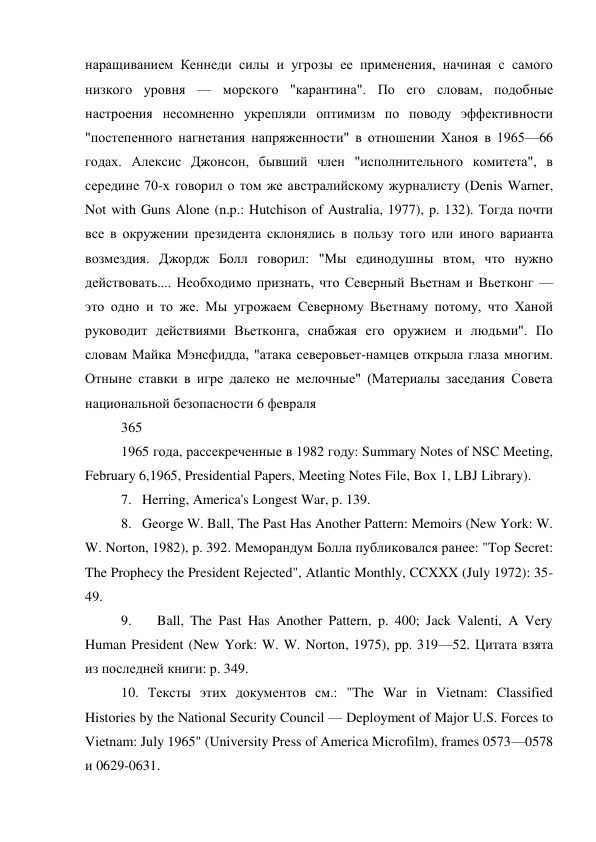 наращиванием Кеннеди силы и угрозы ее применения, начиная с самого
низкого уровня — морского "карантина". По его словам, подобные
настроения несомненно укрепляли оптимизм по поводу эффективности
"постепенного нагнетания напряженности" в отношении Ханоя в 1965—66
годах. Алексис Джонсон, бывший член "исполнительного комитета", в
середине 70-х говорил о том же австралийскому журналисту (Denis Warner,
Not with Guns Alone (n.p.: Hutchison of Australia, 1977), p. 132). Тогда почти
все в окружении президента склонялись в пользу того или иного варианта
возмездия. Джордж Болл говорил: "Мы единодушны втом, что нужно
действовать.... Необходимо признать, что Северный Вьетнам и Вьетконг —
это одно и то же. Мы угрожаем Северному Вьетнаму потому, что Ханой
руководит действиями Вьетконга, снабжая его оружием и людьми". По
словам Майка Мэнсфидда, "атака северовьет-намцев открыла глаза многим.
Отныне ставки в игре далеко не мелочные" (Материалы заседания Совета
национальной безопасности 6 февраля
365
1965 года, рассекреченные в 1982 году: Summary Notes of NSC Meeting,
February 6,1965, Presidential Papers, Meeting Notes File, Box 1, LBJ Library).
7. Herring, America's Longest War, p. 139.
8. George W. Ball, The Past Has Another Pattern: Memoirs (New York: W.
W. Norton, 1982), p. 392. Меморандум Болла публиковался ранее: "Top Secret:
The Prophecy the President Rejected", Atlantic Monthly, CCXXX (July 1972): 35-
49.
9. Ball, The Past Has Another Pattern, p. 400; Jack Valenti, A Very
Human President (New York: W. W. Norton, 1975), pp. 319—52. Цитата взята
из последней книги: p. 349.
10. Тексты этих документов см.: "The War in Vietnam: Classified
Histories by the National Security Council — Deployment of Major U.S. Forces to
Vietnam: July 1965" (University Press of America Microfilm), frames 0573—0578
и 0629-0631.